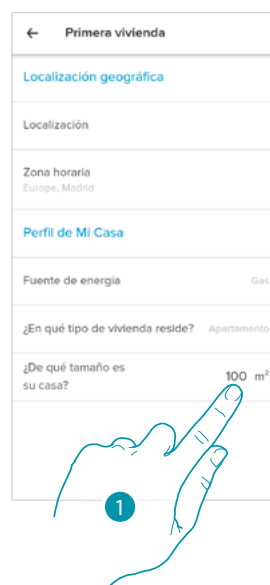 ← Primera vivienda
Localización geográfica
Localización
Zona horaria
Europe, Madrid
Perfil de Mi Casa
Fuente de energía Gas
¿En qué tipo de vivienda reside? Apartamento
¿De qué tamaño es
su casa? 100 m²
1